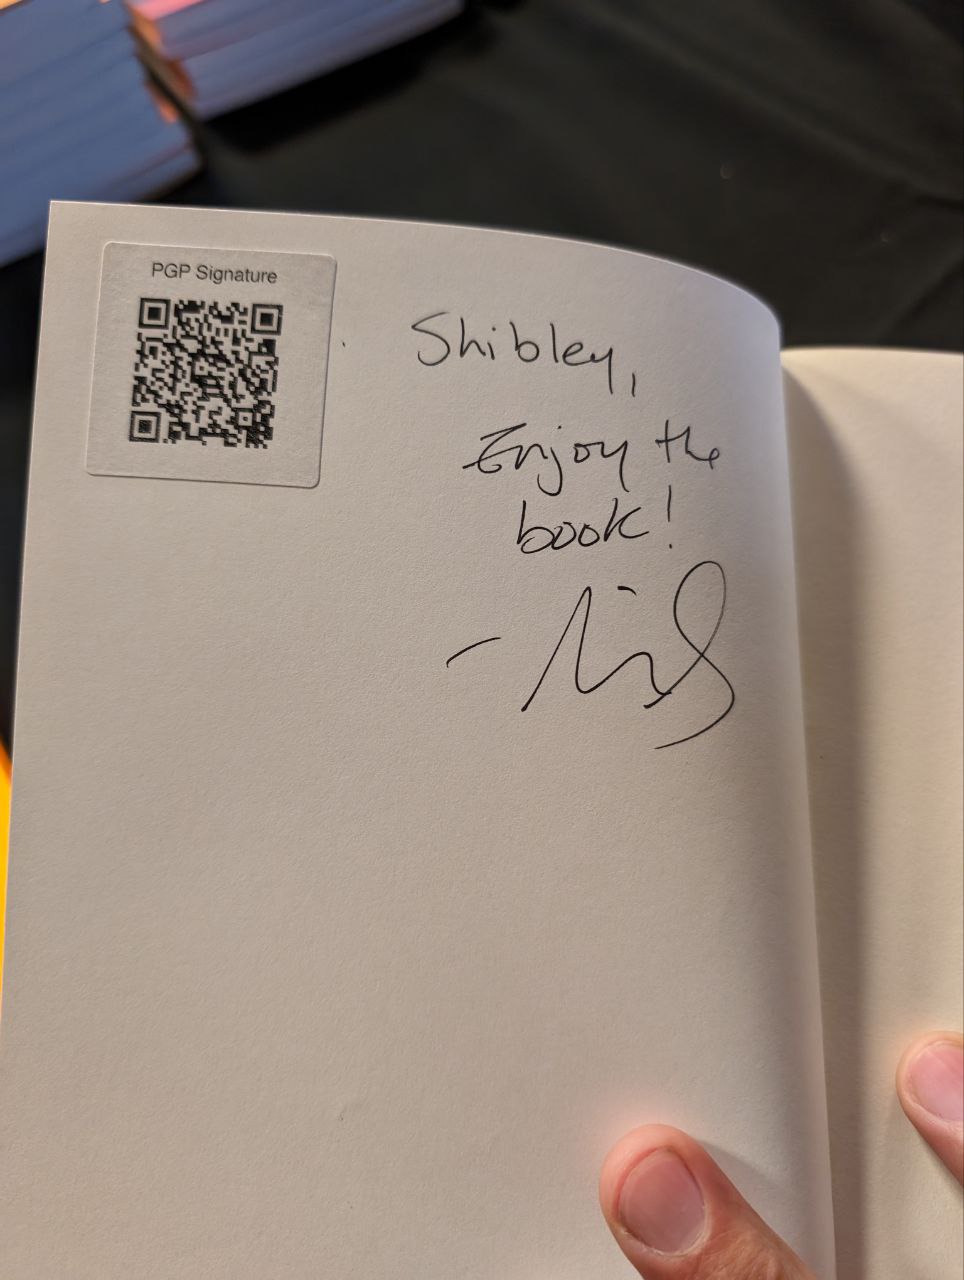 PGP Signature
Shibley,
Enjoy the
book!